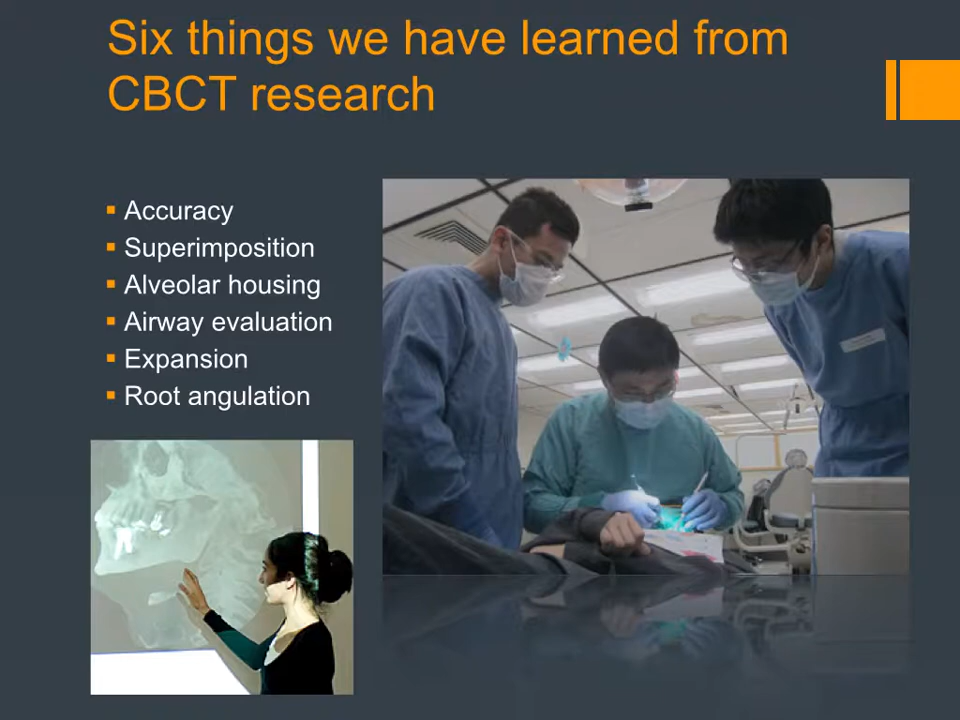 Six things we have learned from
CBCT research
Accuracy
Superimposition
Alveolar housing
Airway evaluation
Expansion
Root angulation